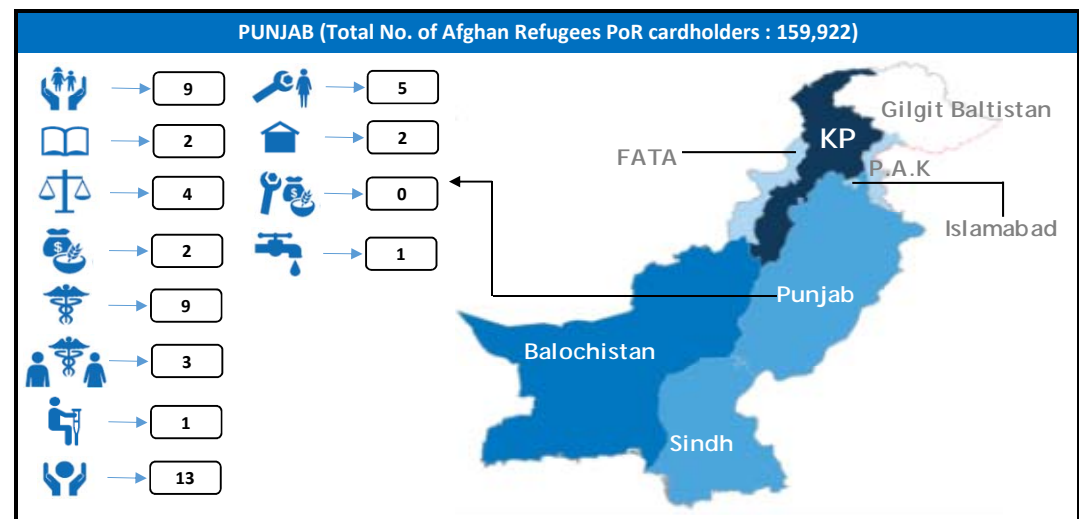 PUNJAB (Total No. of Afghan Refugees PoR cardholders : 159,922)
9
2
4
2
9
3
1
13
5
2
0
1
Gilgit Baltistan
KP
FATA
P.A.K
Islamabad
Punjab
Balochistan
Sindh